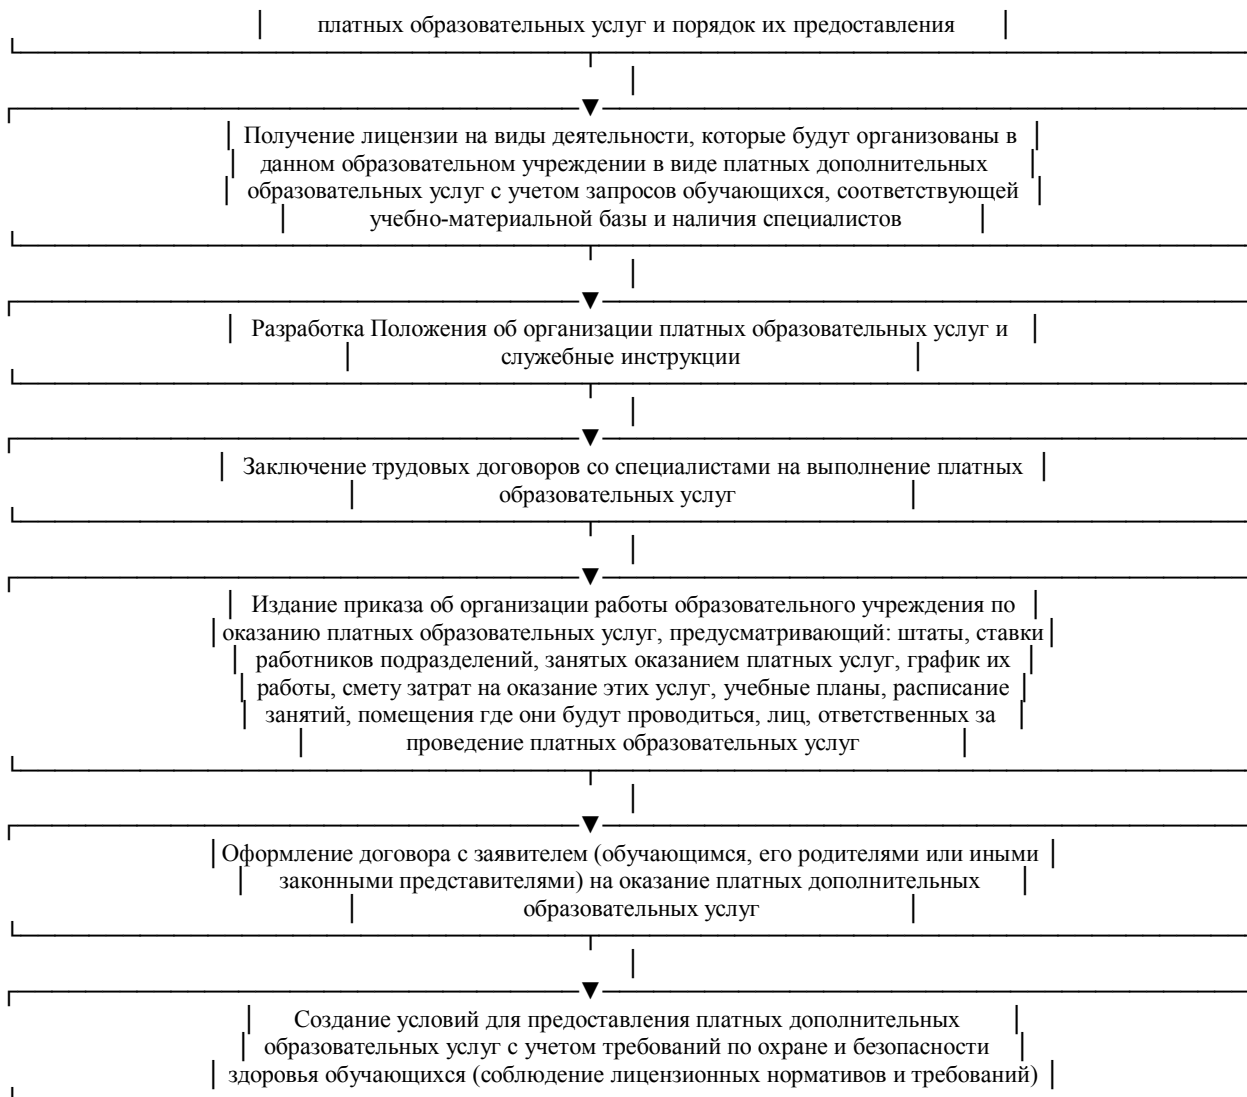 платных образовательных услуг и порядок их предоставления
Получение лицензии на виды деятельности, которые будут организованы в
данном образовательном учреждении в виде платных дополнительных
образовательных услуг с учетом запросов обучающихся, соответствующей
учебно-материальной базы и наличия специалистов
Разработка Положения об организации платных образовательных услуг и
служебные инструкции
Заключение трудовых договоров со специалистами на выполнение платных
образовательных услуг
Издание приказа об организации работы образовательного учреждения по
оказанию платных образовательных услуг, предусматривающий: штаты, ставки
работников подразделений, занятых оказанием платных услуг, график их
работы, смету затрат на оказание этих услуг, учебные планы, расписание
занятий, помещения где они будут проводиться, лиц, ответственных за
проведение платных образовательных услуг
Оформление договора с заявителем (обучающимся, его родителями или иными
законными представителями) на оказание платных дополнительных
образовательных услуг
Создание условий для предоставления платных дополнительных
образовательных услуг с учетом требований по охране и безопасности
здоровья обучающихся (соблюдение лицензионных нормативов и требований)